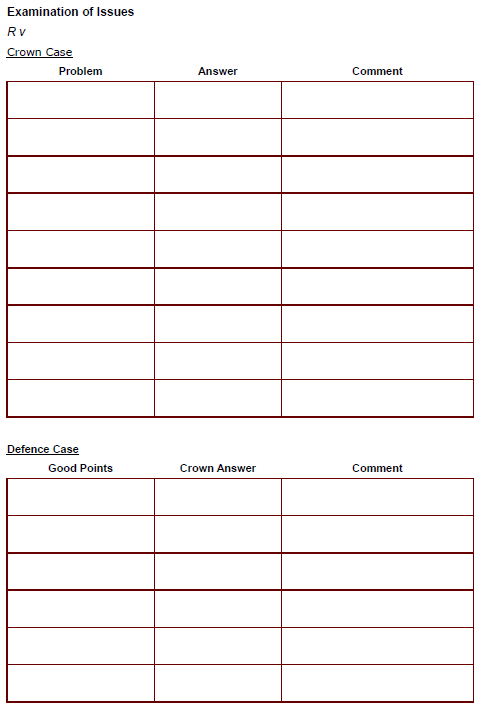 Examination of Issues
R v
Crown Case
Problem Answer Comment
Defence Case
Good Points Crown Answer Comment